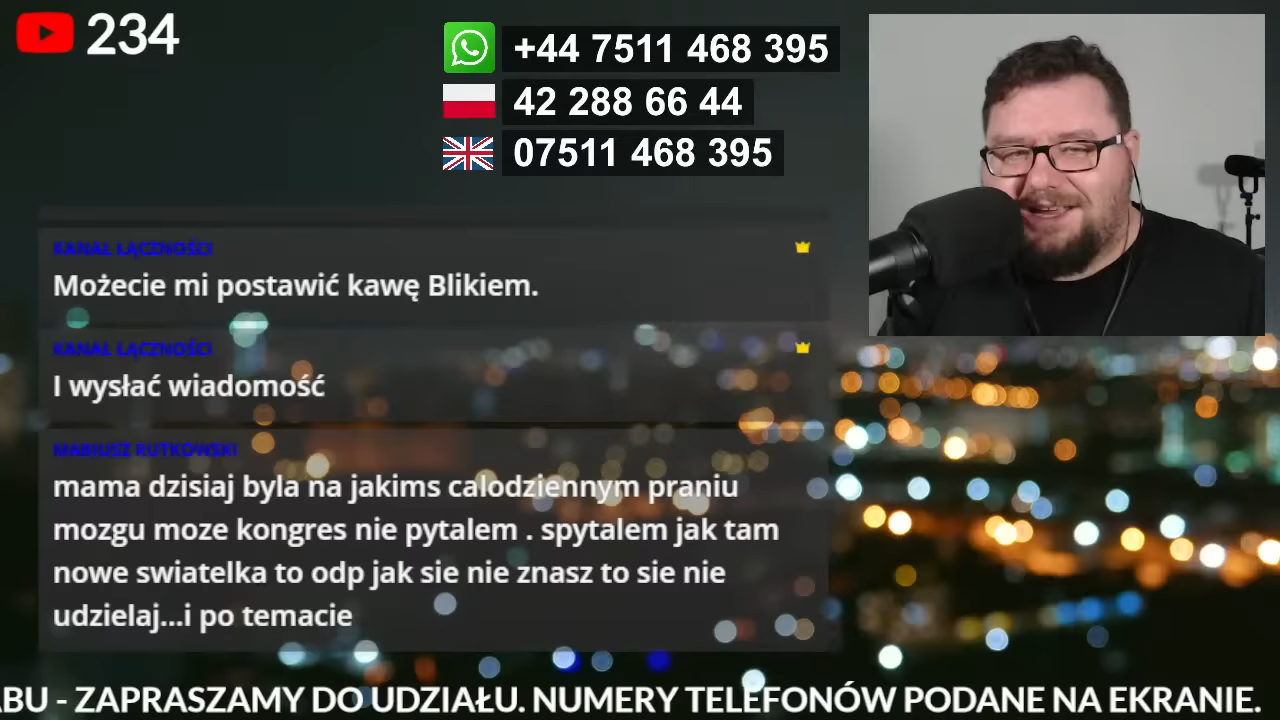 234
+44 7511 468 395
42 288 66 44
07511 468 395
KANAŁ ŁĄCZNOŚCI
Możecie mi postawić kawę Blikiem.
KANAŁ ŁĄCZNOŚCI
I wysłać wiadomość
MARIUSZ RUTKOWSKI
mama dzisiaj byla na jakims calodziennym praniu
mozgu moze kongres nie pytalem . spytalem jak tam
nowe swiatelka to odp jak sie nie znasz to sie nie
udzielaj...i po temacie
ABU - ZAPRASZAMY DO UDZIAŁU. NUMERY TELEFONÓW PODANE NA EKRANIE.